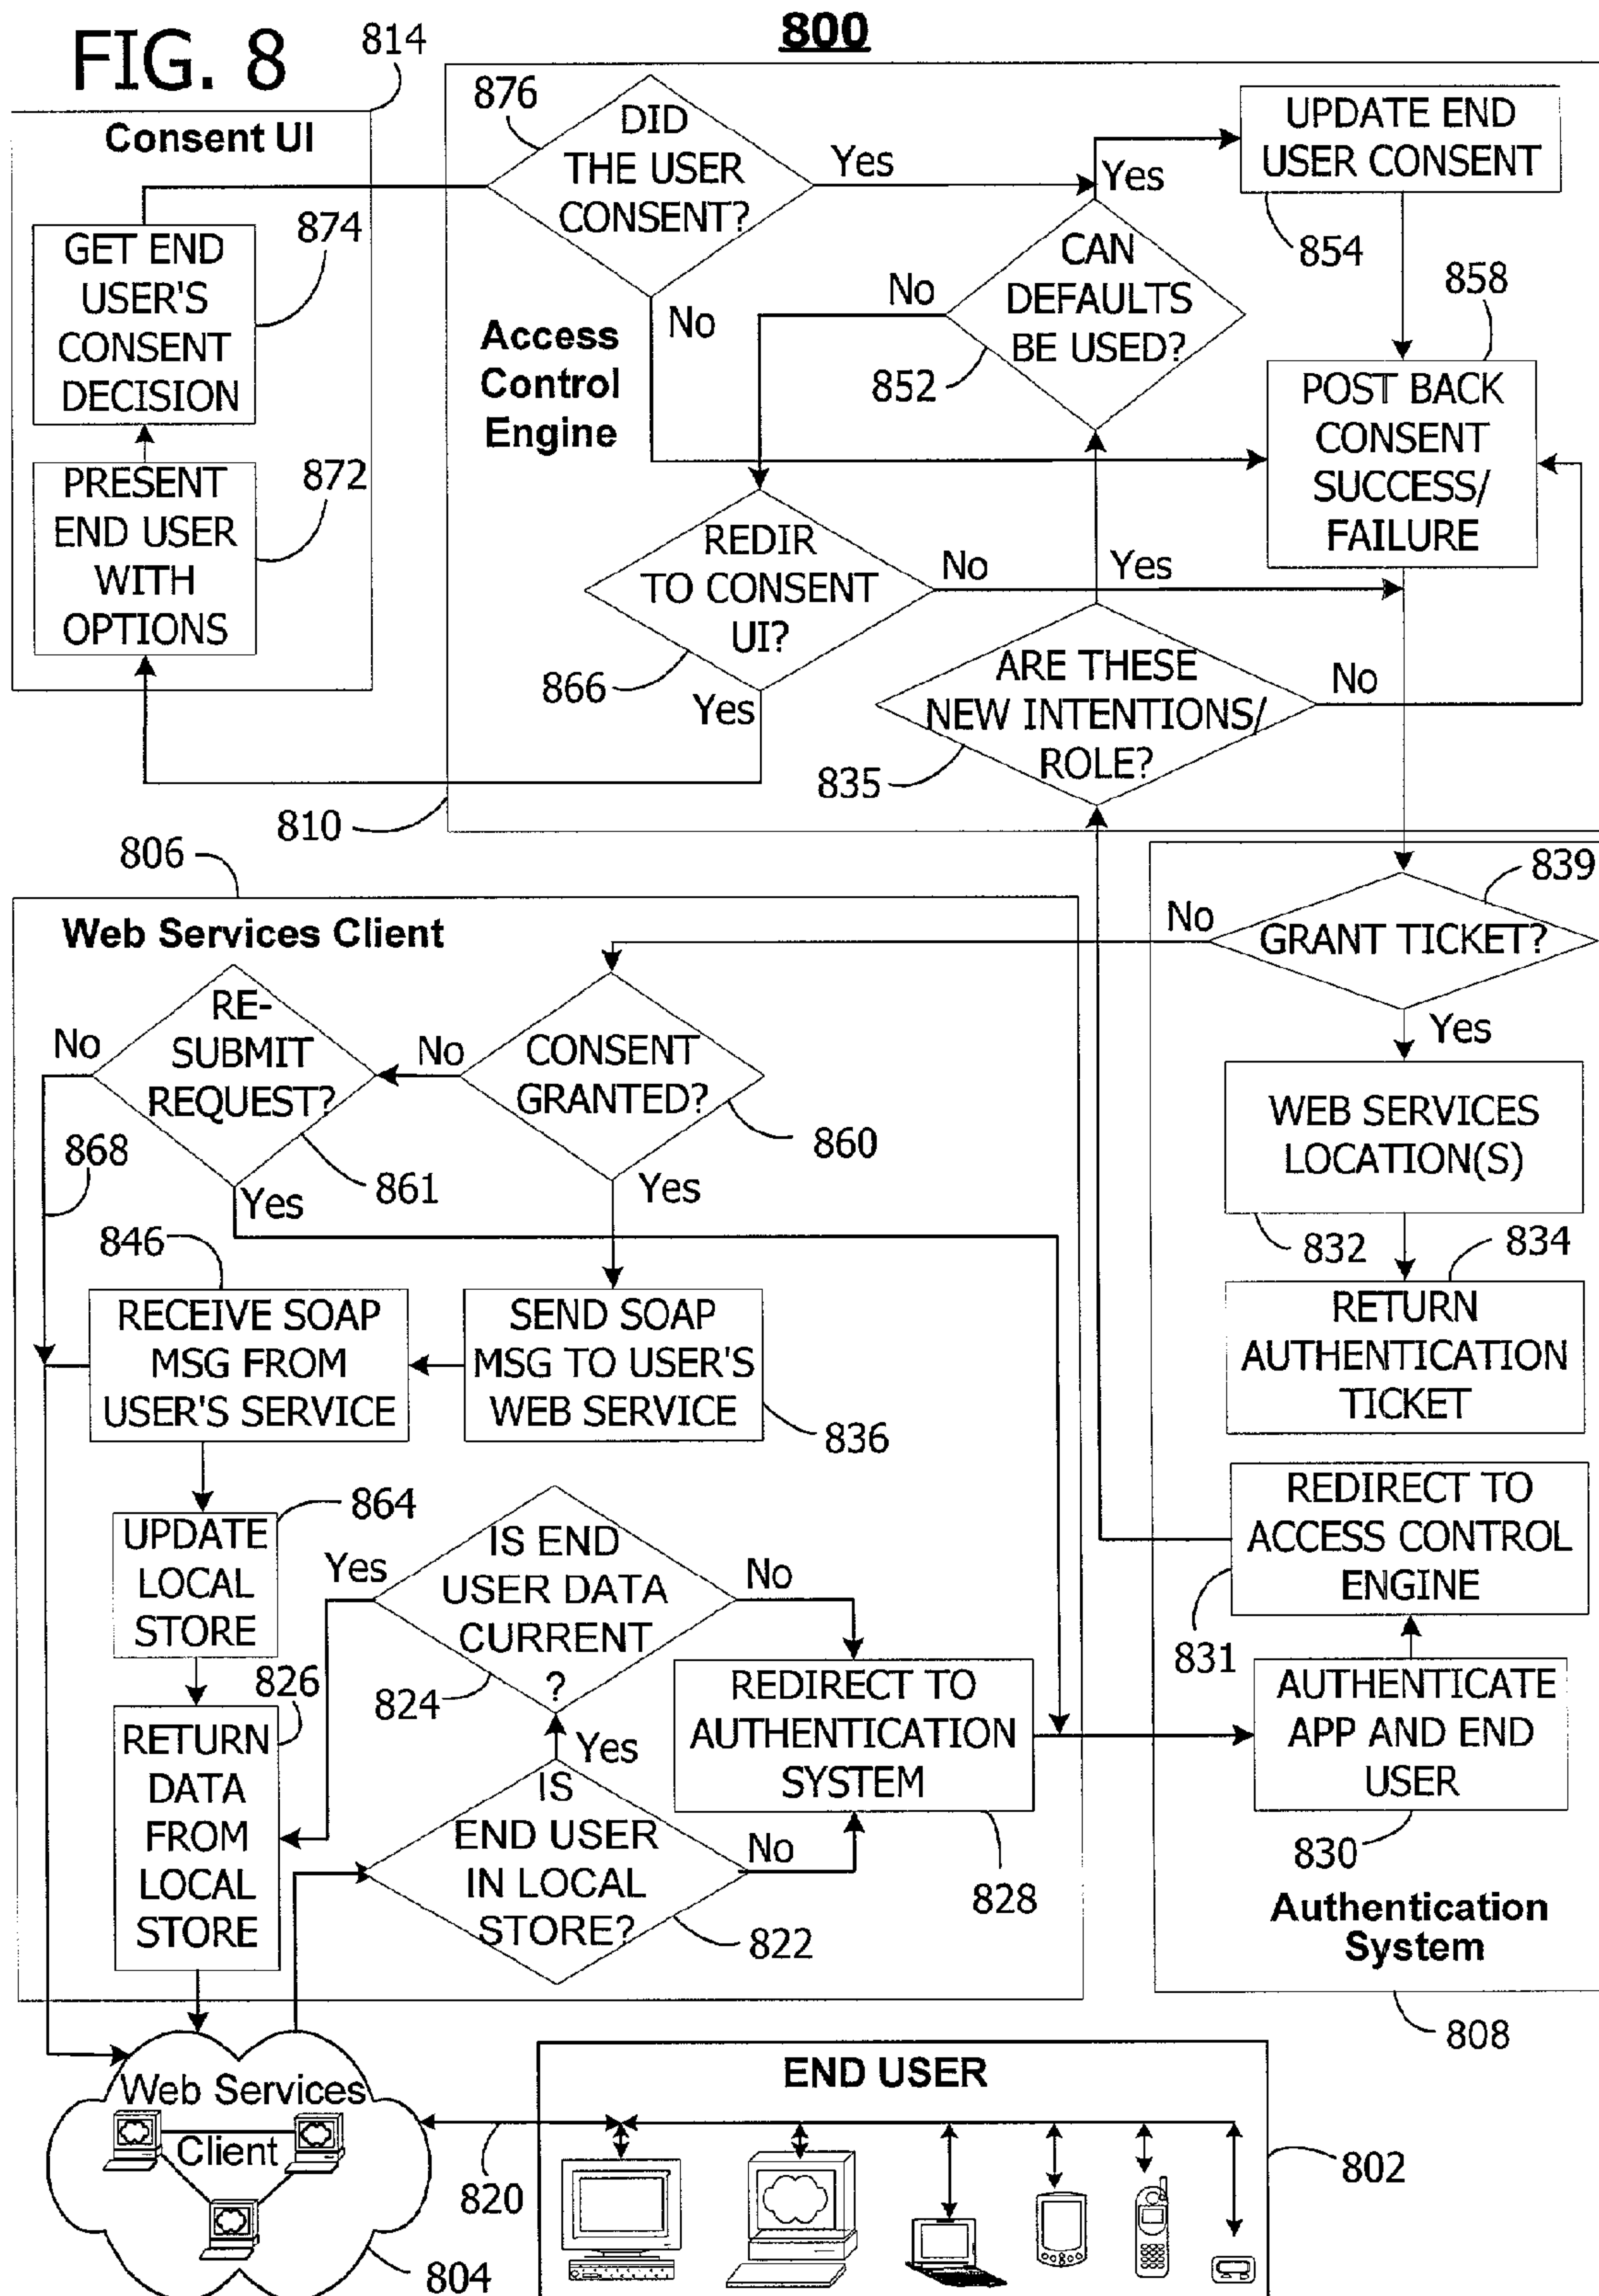 FIG. 8
814
800
Consent UI
876
DID
THE USER
CONSENT?
Yes
Yes
UPDATE END
USER CONSENT
854
GET END
USER'S
CONSENT
DECISION
874
No
Access
Control
Engine
No
CAN
DEFAULTS
BE USED?
852
858
POST BACK
CONSENT
SUCCESS/
FAILURE
PRESENT
END USER
WITH
OPTIONS
872
REDIR
TO CONSENT
UI?
No
Yes
866
Yes
ARE THESE
NEW INTENTIONS/
ROLE?
No
835
810
806
Web Services Client
839
No
GRANT TICKET?
Yes
RE-
SUBMIT
REQUEST?
No
No
CONSENT
GRANTED?
860
868
861
Yes
Yes
WEB SERVICES
LOCATION(S)
832
834
846
RECEIVE SOAP
MSG FROM
USER'S SERVICE
SEND SOAP
MSG TO USER'S
WEB SERVICE
836
RETURN
AUTHENTICATION
TICKET
864
UPDATE
LOCAL
STORE
Yes
IS END
USER DATA
CURRENT
?
No
824
REDIRECT TO
ACCESS CONTROL
ENGINE
831
826
RETURN
DATA
FROM
LOCAL
STORE
Yes
IS
END USER
IN LOCAL
STORE?
No
822
REDIRECT TO
AUTHENTICATION
SYSTEM
828
AUTHENTICATE
APP AND END
USER
830
Authentication
System
808
Web Services
Client
804
820
END USER
802